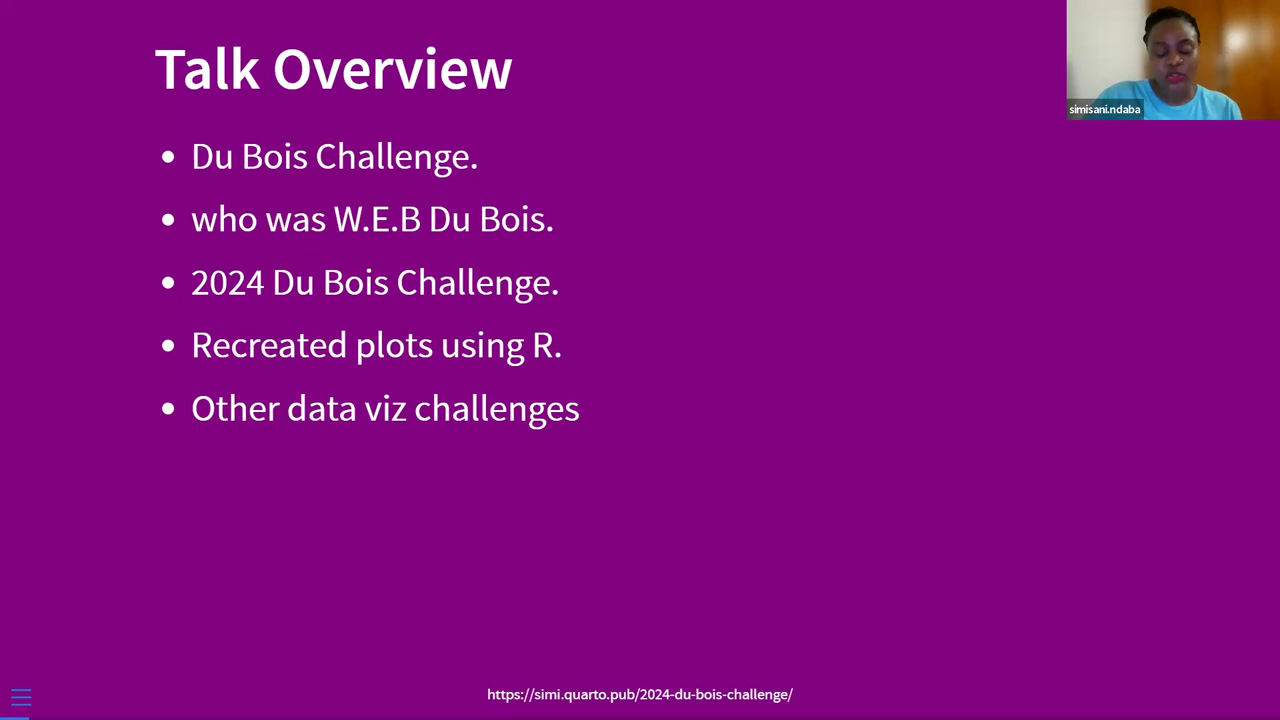 Talk Overview
simisani.ndaba
Du Bois Challenge.
who was W.E.B Du Bois.
2024 Du Bois Challenge.
Recreated plots using R.
Other data viz challenges
https://simi.quarto.pub/2024-du-bois-challenge/